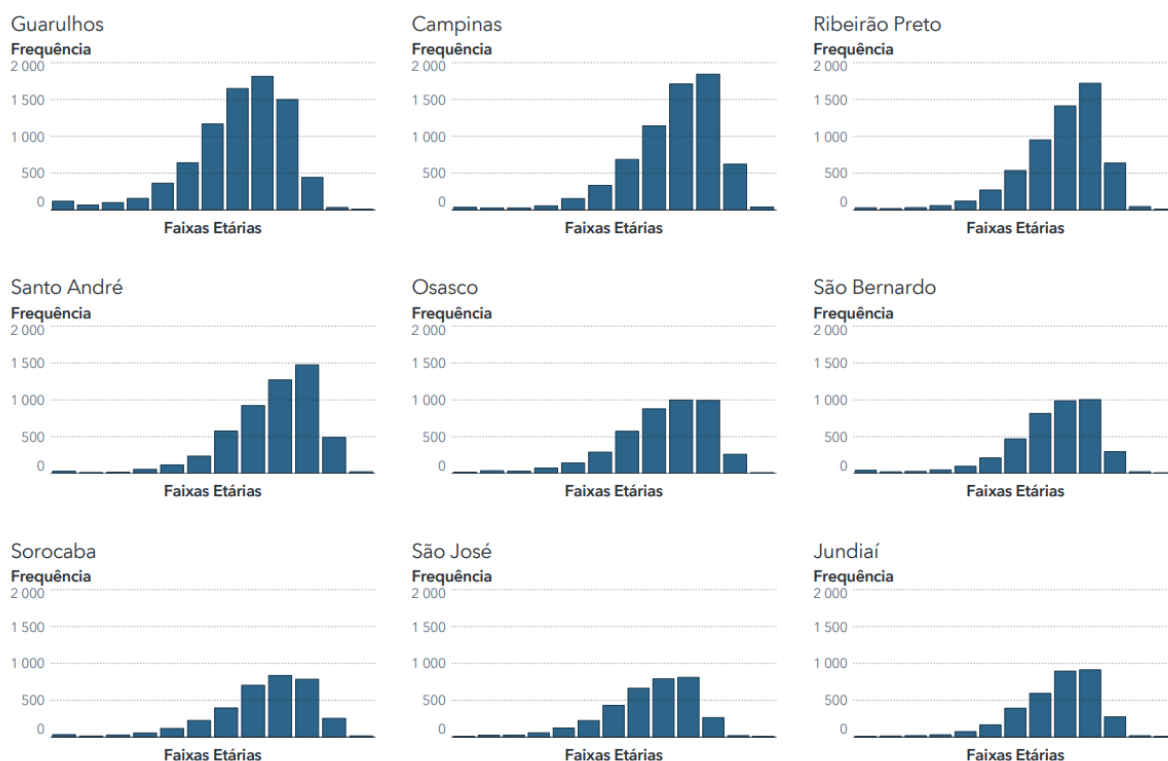 Guarulhos
Frequência
2 000
1 500
1 000
500
0
Faixas Etárias
Campinas
Frequência
2 000
1 500
1 000
500
0
Faixas Etárias
Ribeirão Preto
Frequência
2 000
1 500
1 000
500
0
Faixas Etárias
Santo André
Frequência
2 000
1 500
1 000
500
0
Faixas Etárias
Osasco
Frequência
2 000
1 500
1 000
500
0
Faixas Etárias
São Bernardo
Frequência
2 000
1 500
1 000
500
0
Faixas Etárias
Sorocaba
Frequência
2 000
1 500
1 000
500
0
Faixas Etárias
São José
Frequência
2 000
1 500
1 000
500
0
Faixas Etárias
Jundiaí
Frequência
2 000
1 500
1 000
500
0
Faixas Etárias